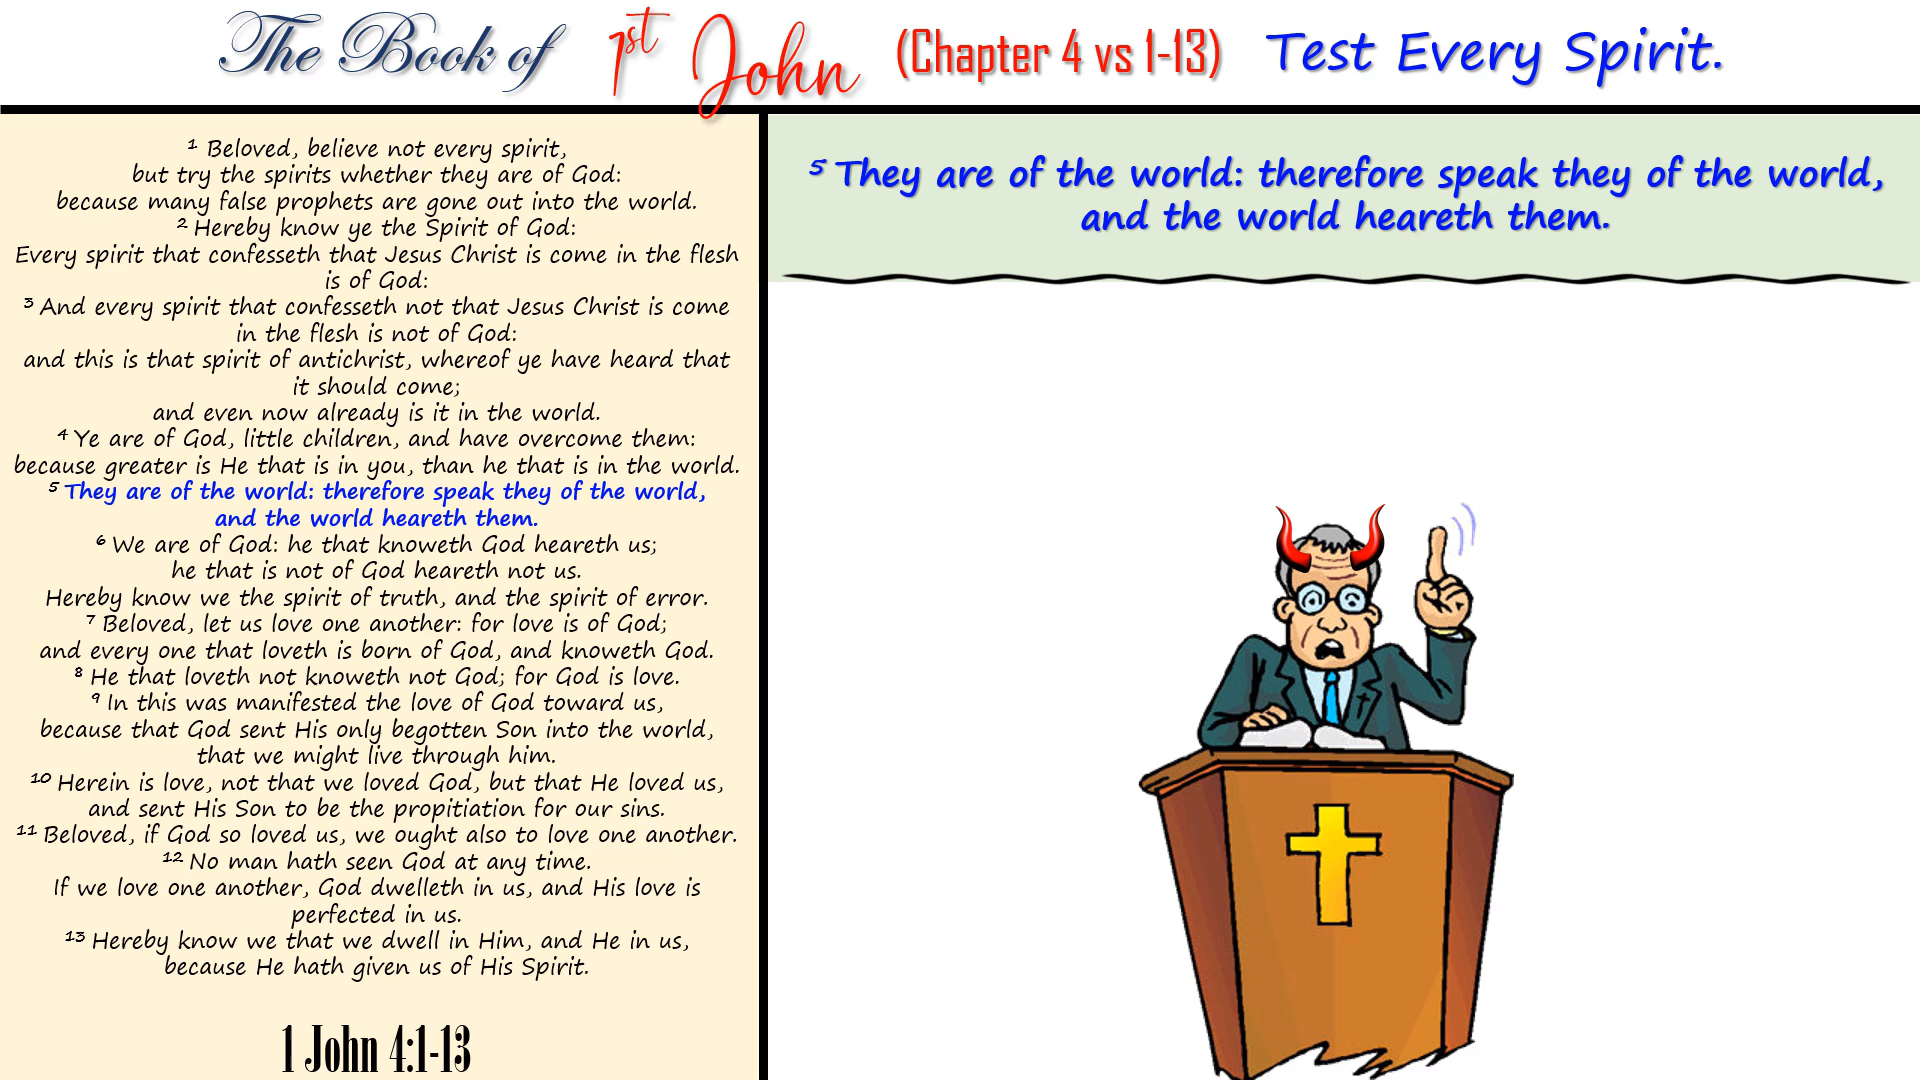 The Book of 1st John (Chapter 4 vs 1-13) Test Every Spirit.
1 Beloved, believe not every spirit,
but try the spirits whether they are of God:
because many false prophets are gone out into the world.
2 Hereby know ye the Spirit of God:
Every spirit that confesseth that Jesus Christ is come in the flesh
is of God:
3 And every spirit that confesseth not that Jesus Christ is come
in the flesh is not of God:
and this is that spirit of antichrist, whereof ye have heard that
it should come;
and even now already is it in the world.
4 Ye are of God, little children, and have overcome them:
because greater is He that is in you, than he that is in the world.
5 They are of the world: therefore speak they of the world,
and the world heareth them.
6 We are of God: he that knoweth God heareth us;
he that is not of God heareth not us.
Hereby know we the spirit of truth, and the spirit of error.
7 Beloved, let us love one another: for love is of God;
and every one that loveth is born of God, and knoweth God.
8 He that loveth not knoweth not God; for God is love.
9 In this was manifested the love of God toward us,
because that God sent His only begotten Son into the world,
that we might live through him.
10 Herein is love, not that we loved God, but that He loved us,
and sent His Son to be the propitiation for our sins.
11 Beloved, if God so loved us, we ought also to love one another.
12 No man hath seen God at any time.
If we love one another, God dwelleth in us, and His love is
perfected in us.
13 Hereby know we that we dwell in Him, and He in us,
because He hath given us of His Spirit.
1 John 4:1-13
5 They are of the world: therefore speak they of the world,
and the world heareth them.